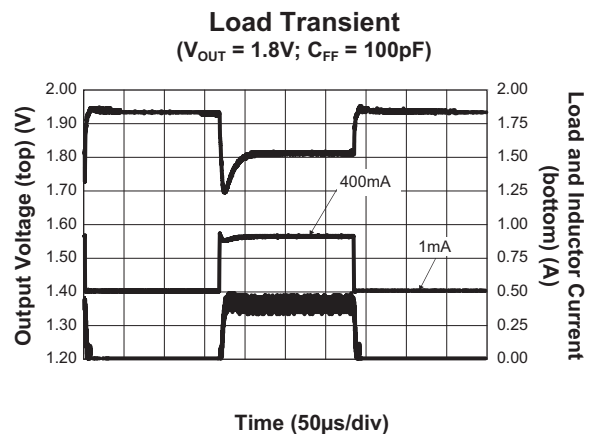 Load Transient
(VOUT = 1.8V; CFF = 100pF)
Output Voltage (top) (V)
2.00
1.90
1.80
1.70
1.60
1.50
1.40
1.30
1.20
400mA
1mA
2.00
1.75
1.50
1.25
1.00
0.75
0.50
0.25
0.00
Load and Inductor Current
(bottom) (A)
Time (50µs/div)